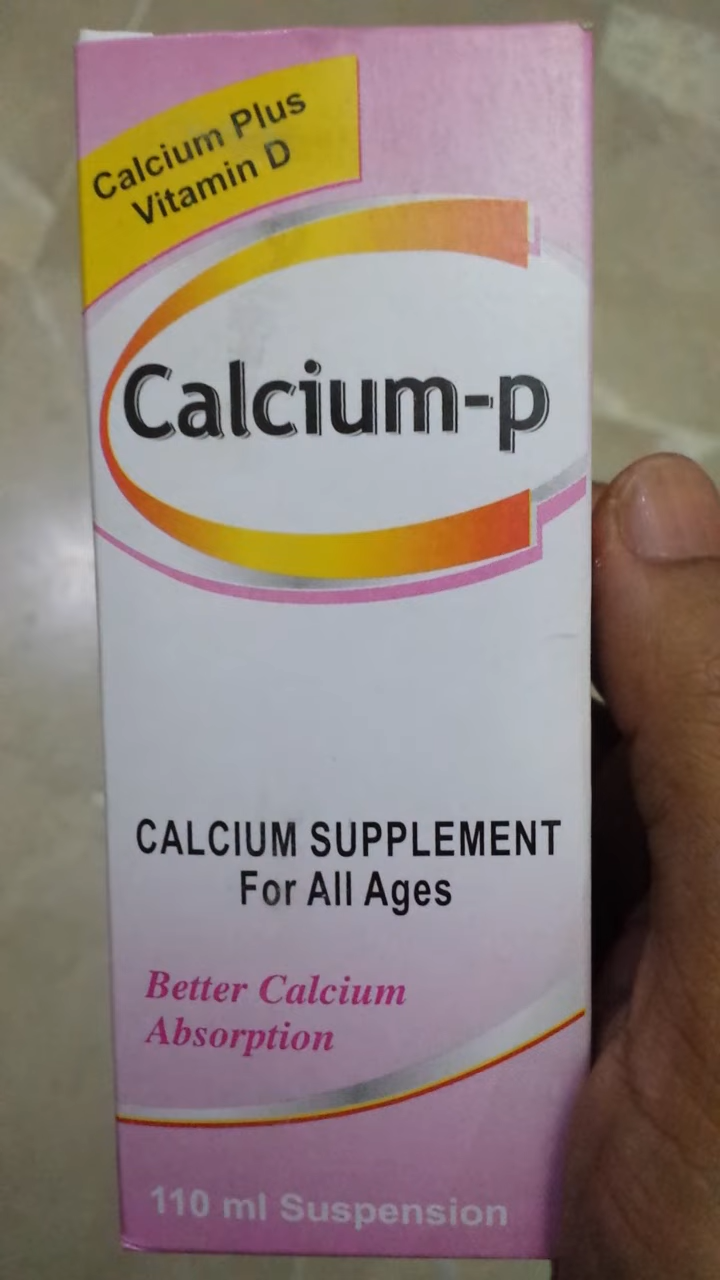 Calcium Plus
Vitamin D
Calcium-p
CALCIUM SUPPLEMENT
For All Ages
Better Calcium
Absorption
110 ml Suspension